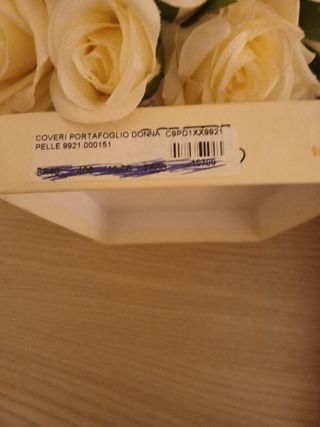 COVERI PORTAFOGLIO DONNA C9PD1XX9921
PELLE 9921.000151